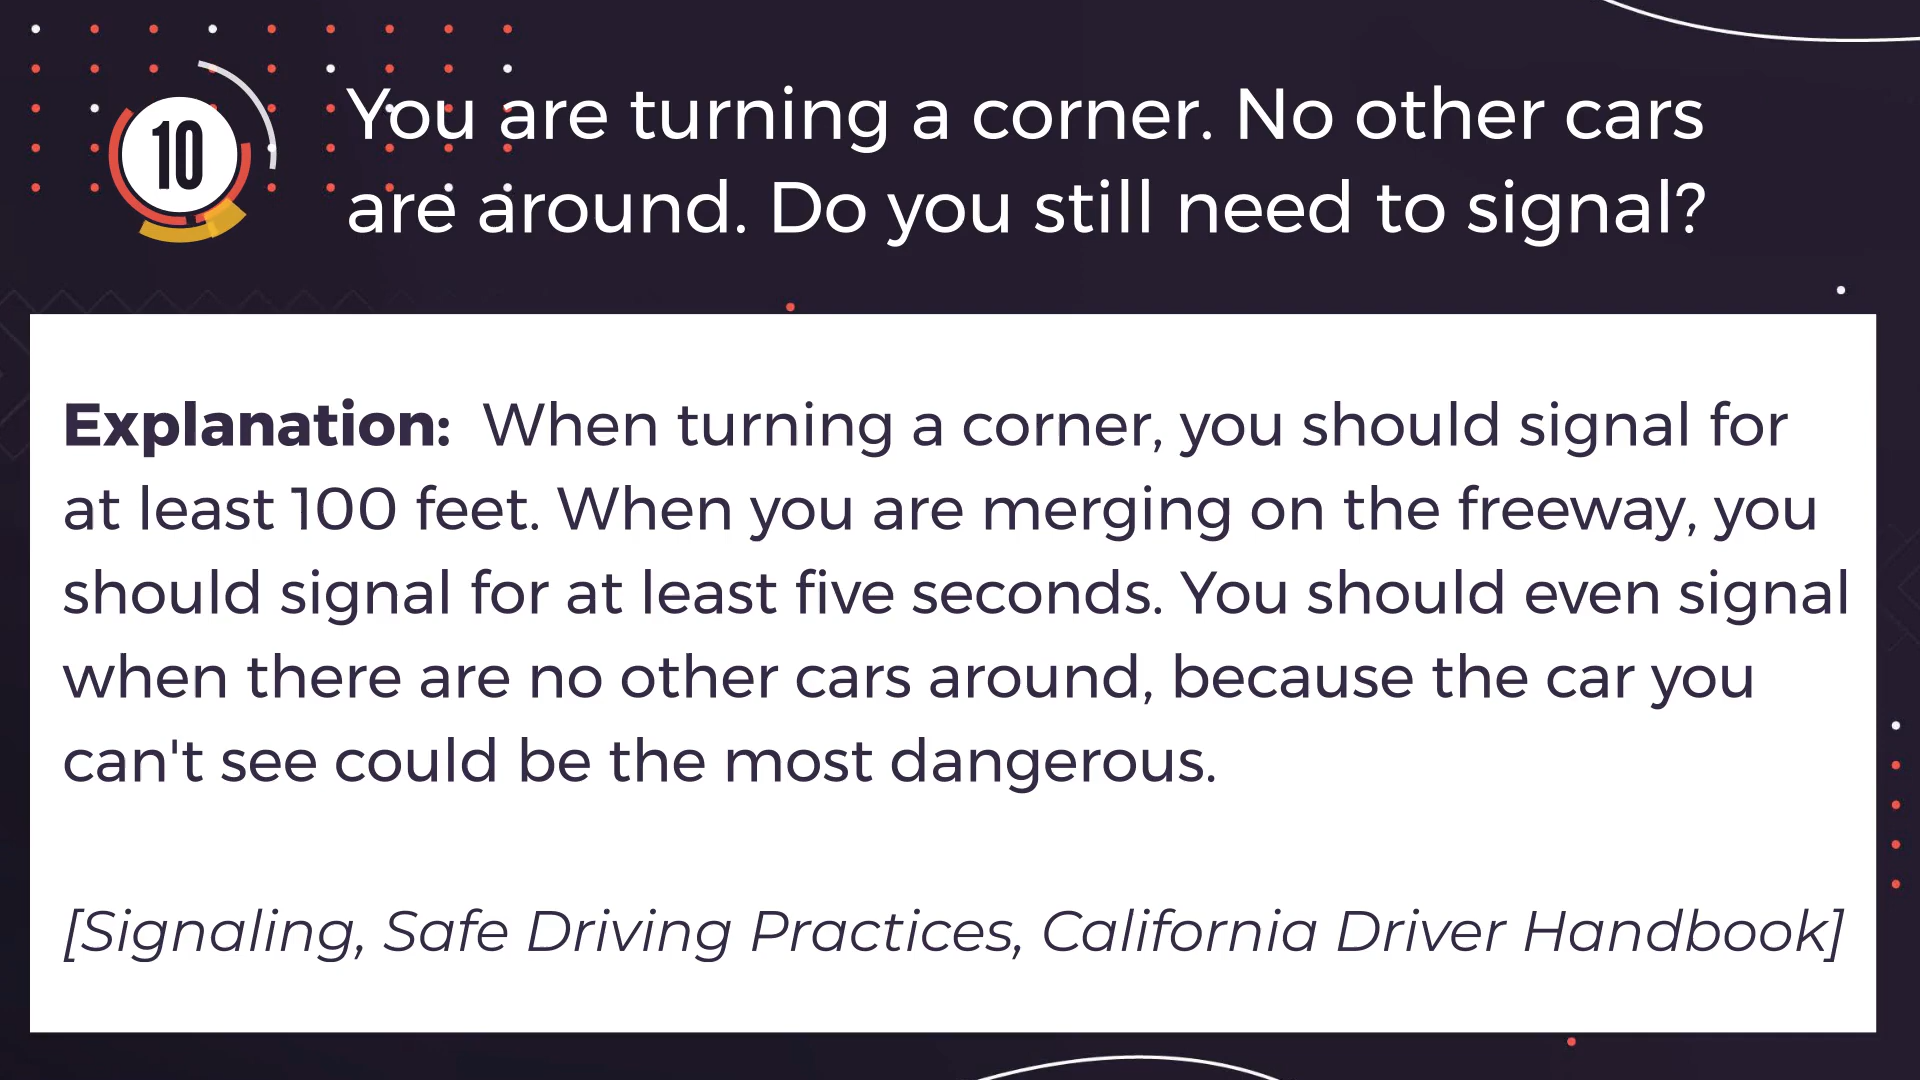 10
You are turning a corner. No other cars
are around. Do you still need to signal?
Explanation: When turning a corner, you should signal for
at least 100 feet. When you are merging on the freeway, you
should signal for at least five seconds. You should even signal
when there are no other cars around, because the car you
can't see could be the most dangerous.
[Signaling, Safe Driving Practices, California Driver Handbook]